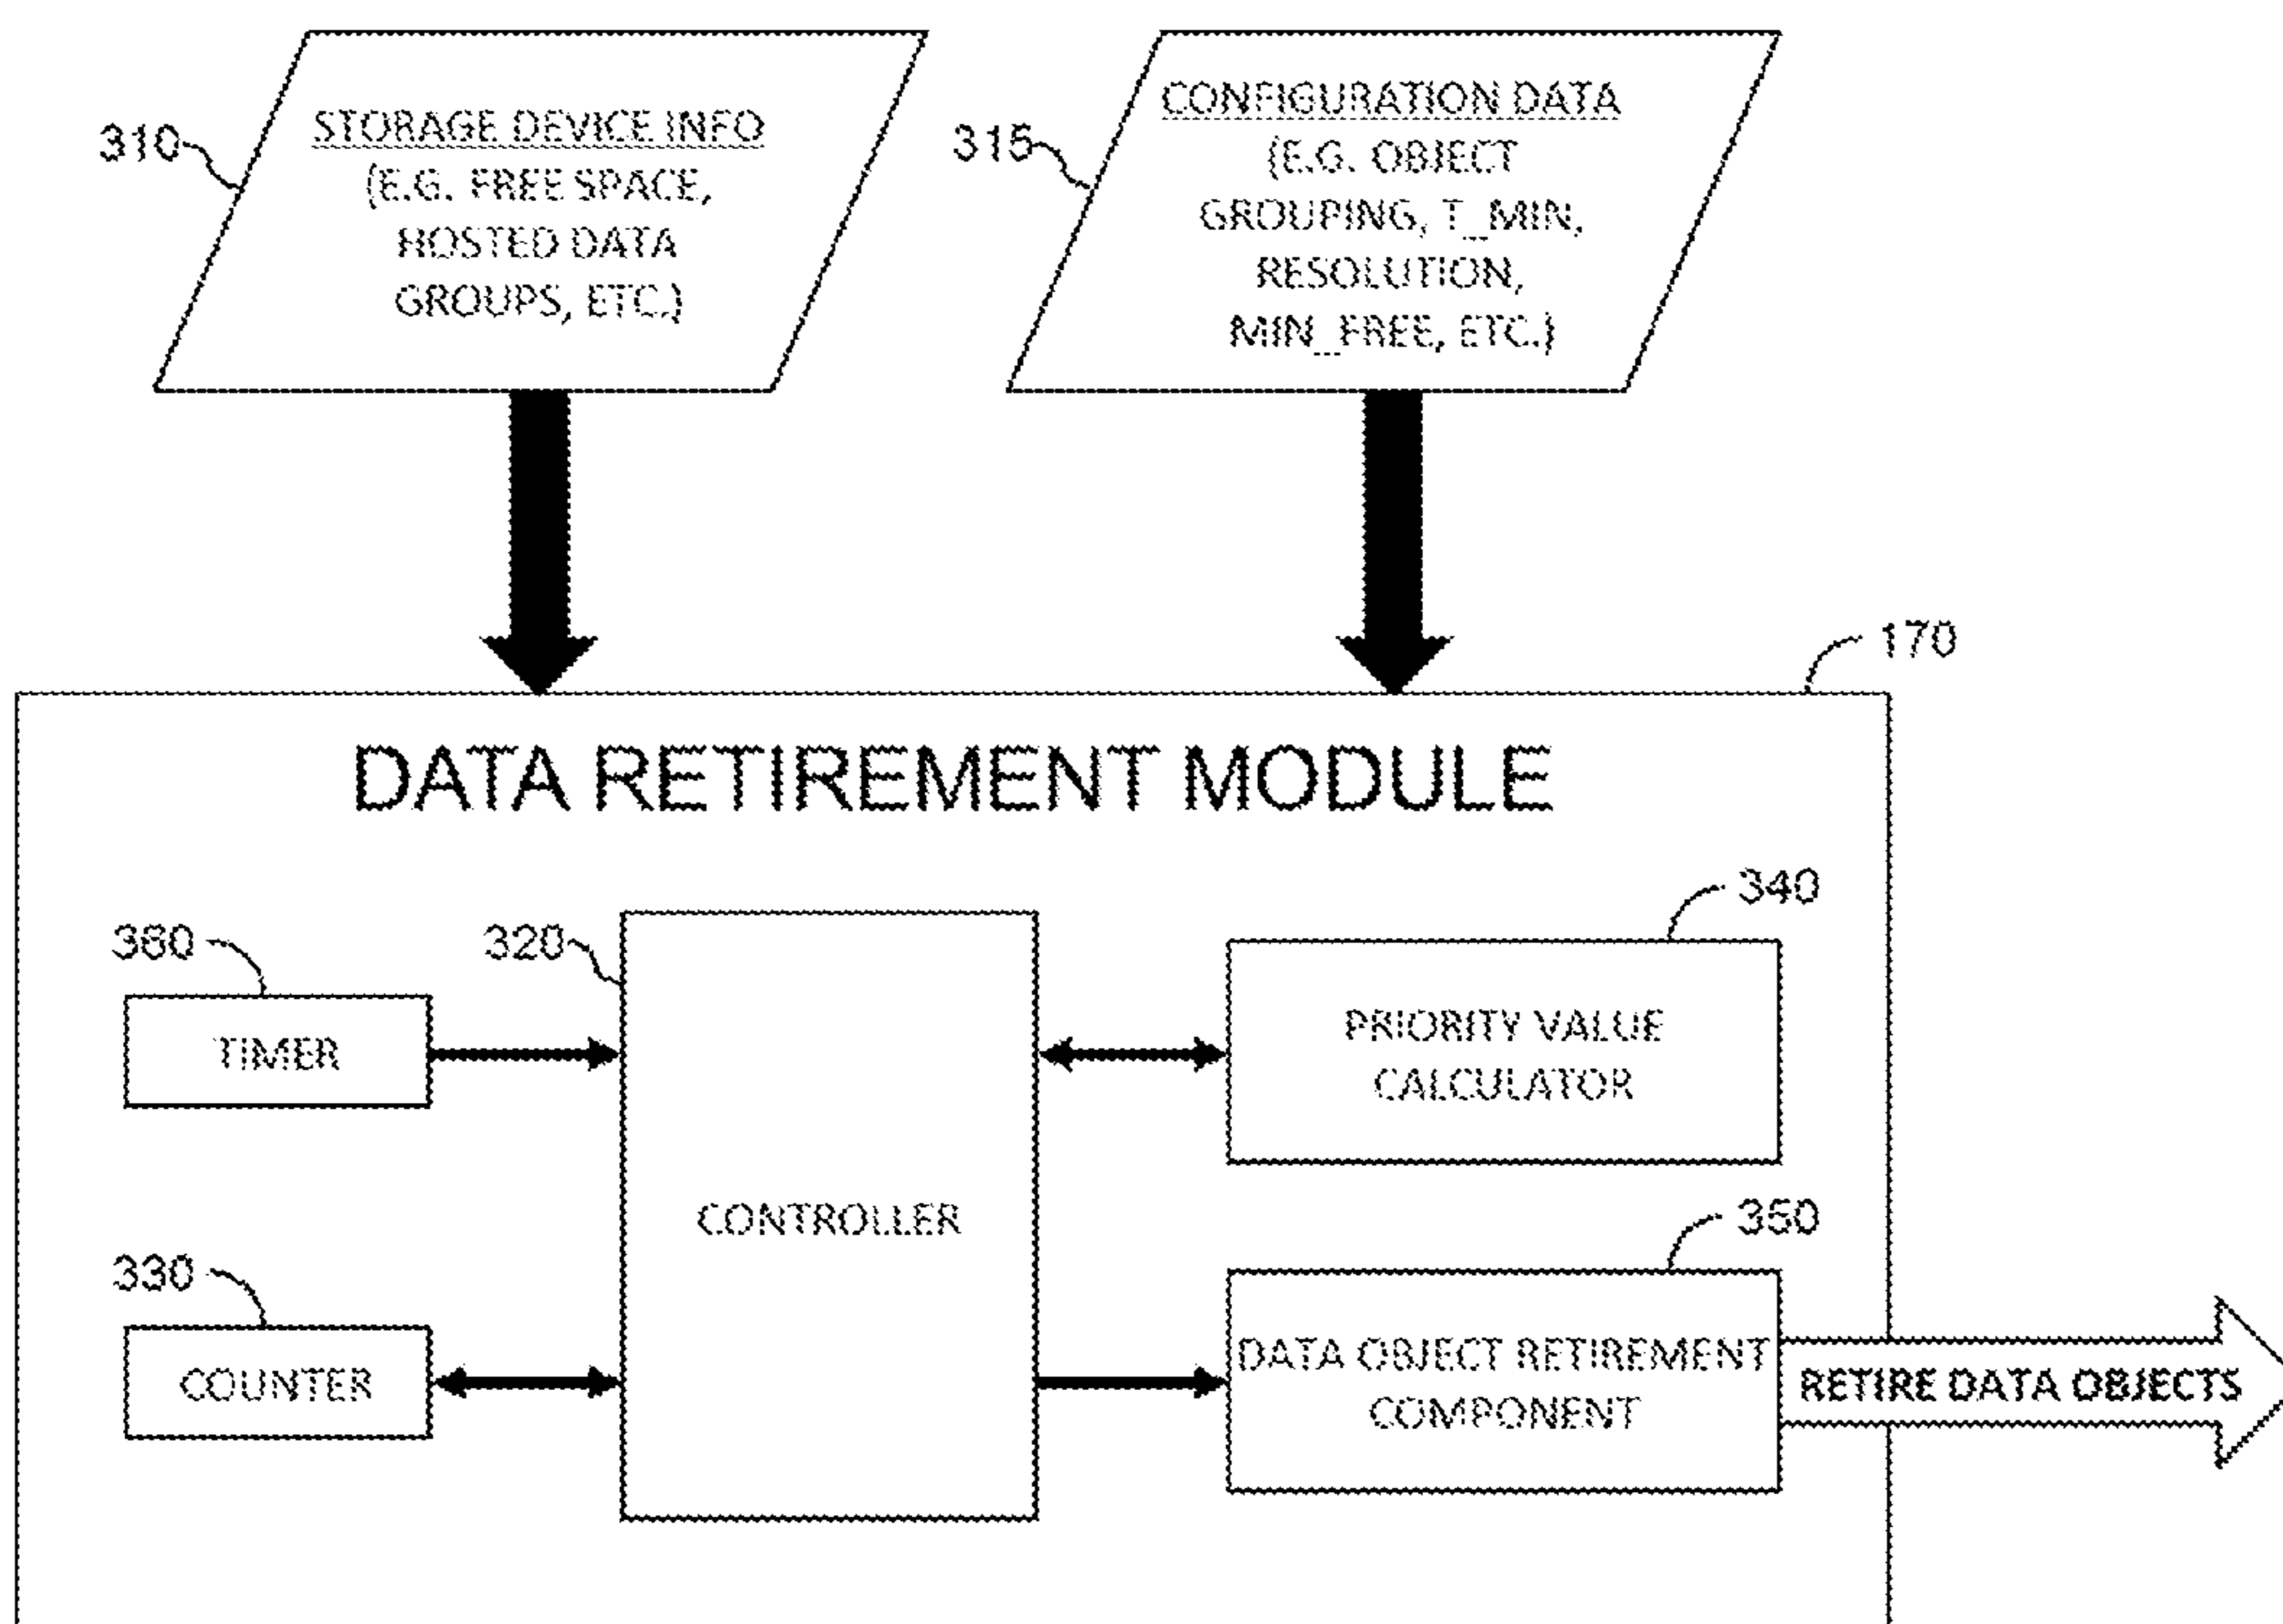 310
STORAGE DEVICE INFO
(E.G. FREE SPACE,
HOSTED DATA
GROUPS, ETC.)
315
CONFIGURATION DATA
(E.G. OBJECT
GROUPING, T_MIN,
RESOLUTION,
MIN_FREE, ETC.)
170
DATA RETIREMENT MODULE
360
TIMER
320
CONTROLLER
340
PRIORITY VALUE
CALCULATOR
330
COUNTER
350
DATA OBJECT RETIREMENT
COMPONENT
RETIRE DATA OBJECTS